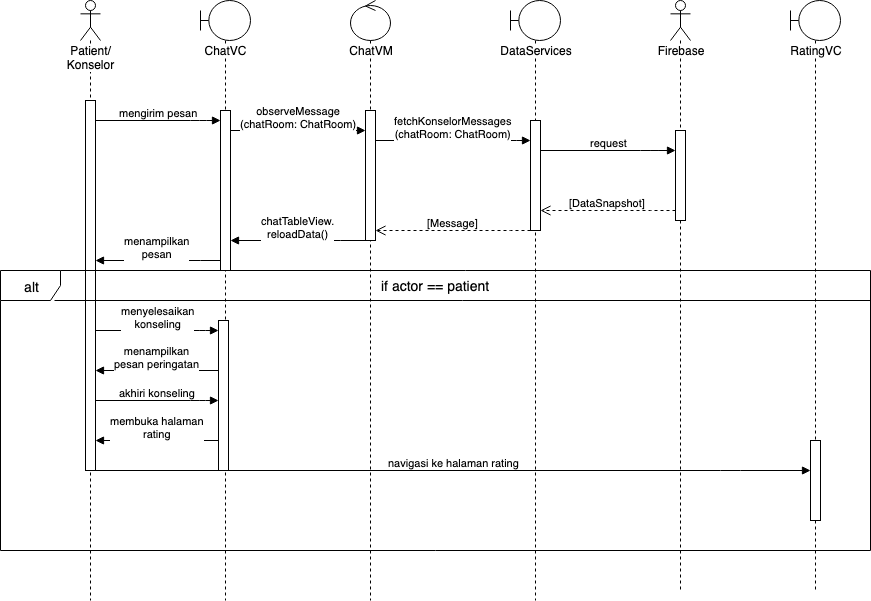 Patient/
Konselor
ChatVC
ChatVM
DataServices
Firebase
RatingVC
mengirim pesan
observeMessage
(chatRoom: ChatRoom)
fetchKonselorMessages
(chatRoom: ChatRoom)
request
[DataSnapshot]
[Message]
chatTableView.
reloadData()
menampilkan
pesan
alt
if actor == patient
menyelesaikan
konseling
menampilkan
pesan peringatan
akhiri konseling
membuka halaman
rating
navigasi ke halaman rating